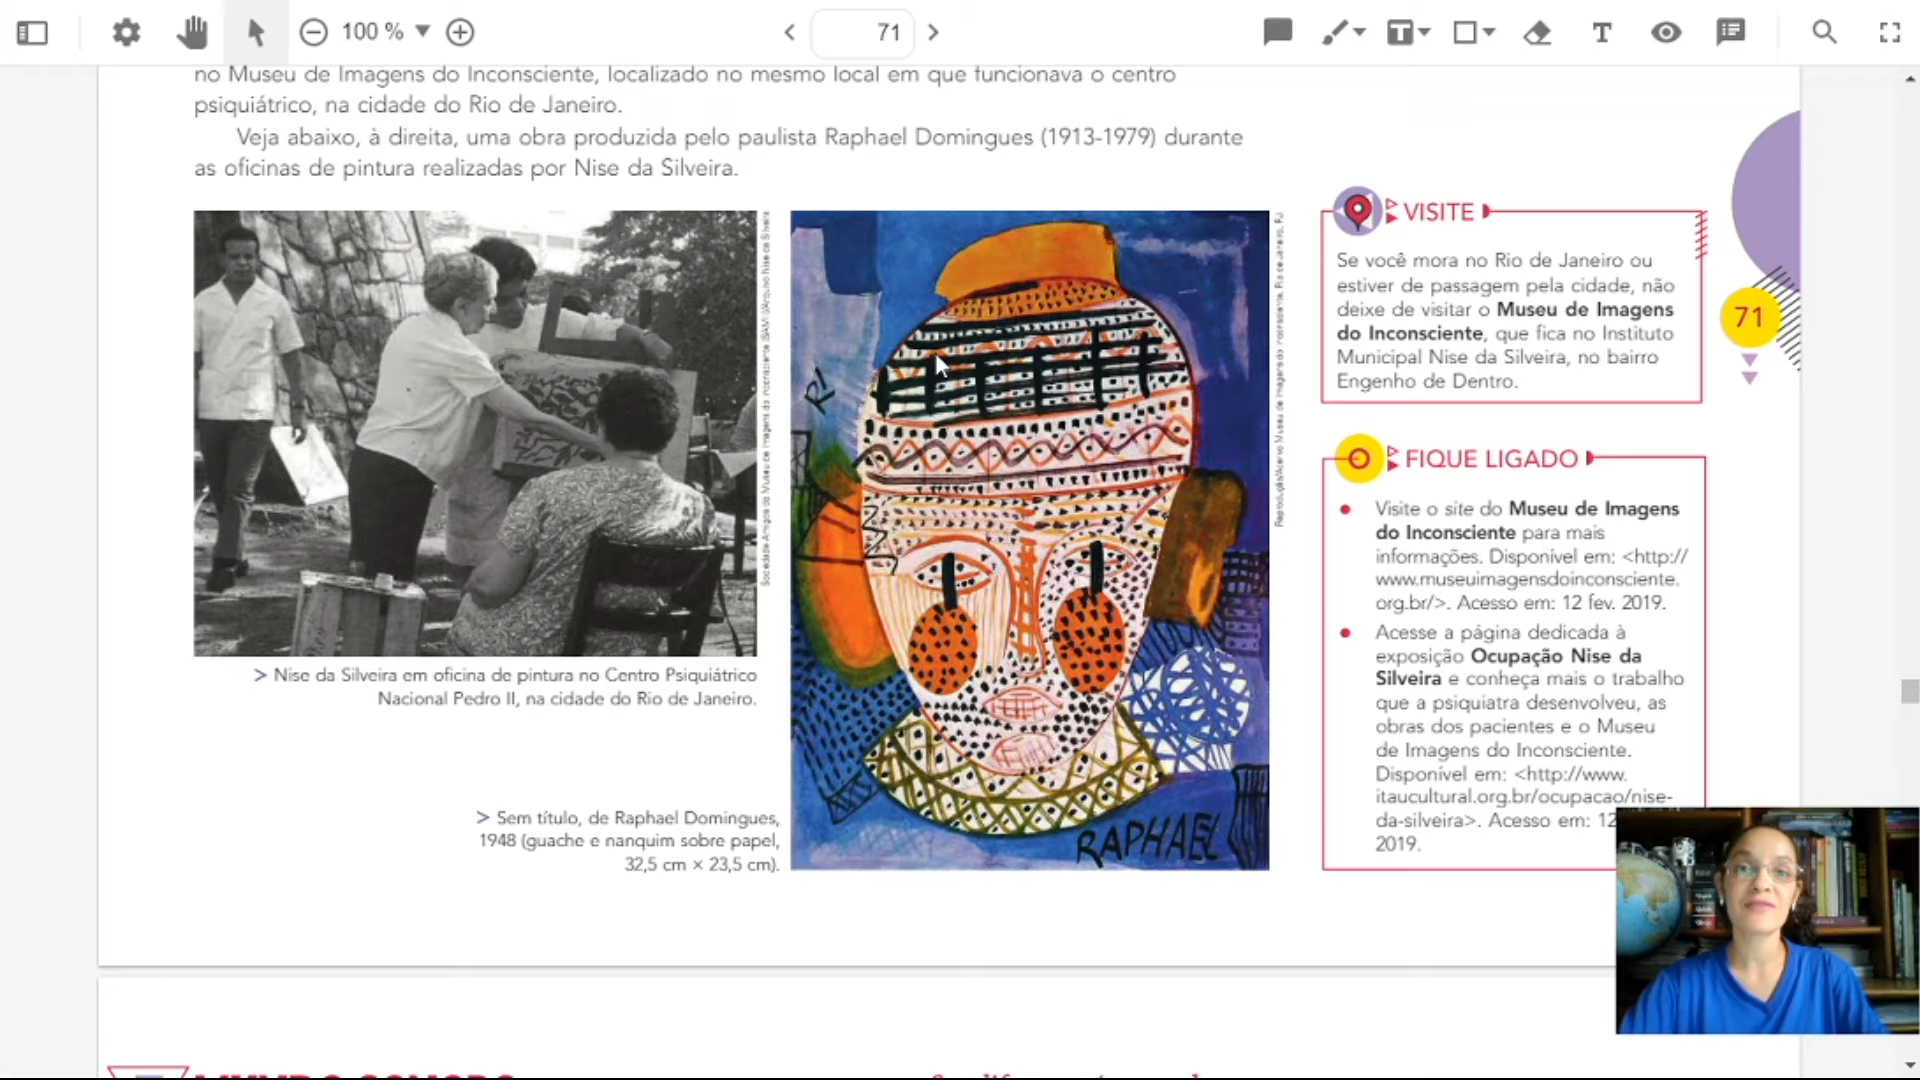 100 %
71
no Museu de Imagens do Inconsciente, localizado no mesmo local em que funcionava o centro
psiquiátrico, na cidade do Rio de Janeiro.
Veja abaixo, à direita, uma obra produzida pelo paulista Raphael Domingues (1913-1979) durante
as oficinas de pintura realizadas por Nise da Silveira.
> Nise da Silveira em oficina de pintura no Centro Psiquiátrico
Nacional Pedro II, na cidade do Rio de Janeiro.
> Sem título, de Raphael Domingues,
1948 (guache e nanquim sobre papel,
32,5 cm × 23,5 cm).
RAPHAEL
VISITE
Se você mora no Rio de Janeiro ou
estiver de passagem pela cidade, não
deixe de visitar o Museu de Imagens
do Inconsciente, que fica no Instituto
Municipal Nise da Silveira, no bairro
Engenho de Dentro.
71
FIQUE LIGADO
• Visite o site do Museu de Imagens
do Inconsciente para mais
informações. Disponível em: <http://
www.museuimagensdoinconsciente.
org.br/>. Acesso em: 12 fev. 2019.
• Acesse a página dedicada à
exposição Ocupação Nise da
Silveira e conheça mais o trabalho
que a psiquiatra desenvolveu, as
obras dos pacientes e o Museu
de Imagens do Inconsciente.
Disponível em: <http://www.
itaucultural.org.br/ocupacao/nise-
da-silveira>. Acesso em: 12
2019.